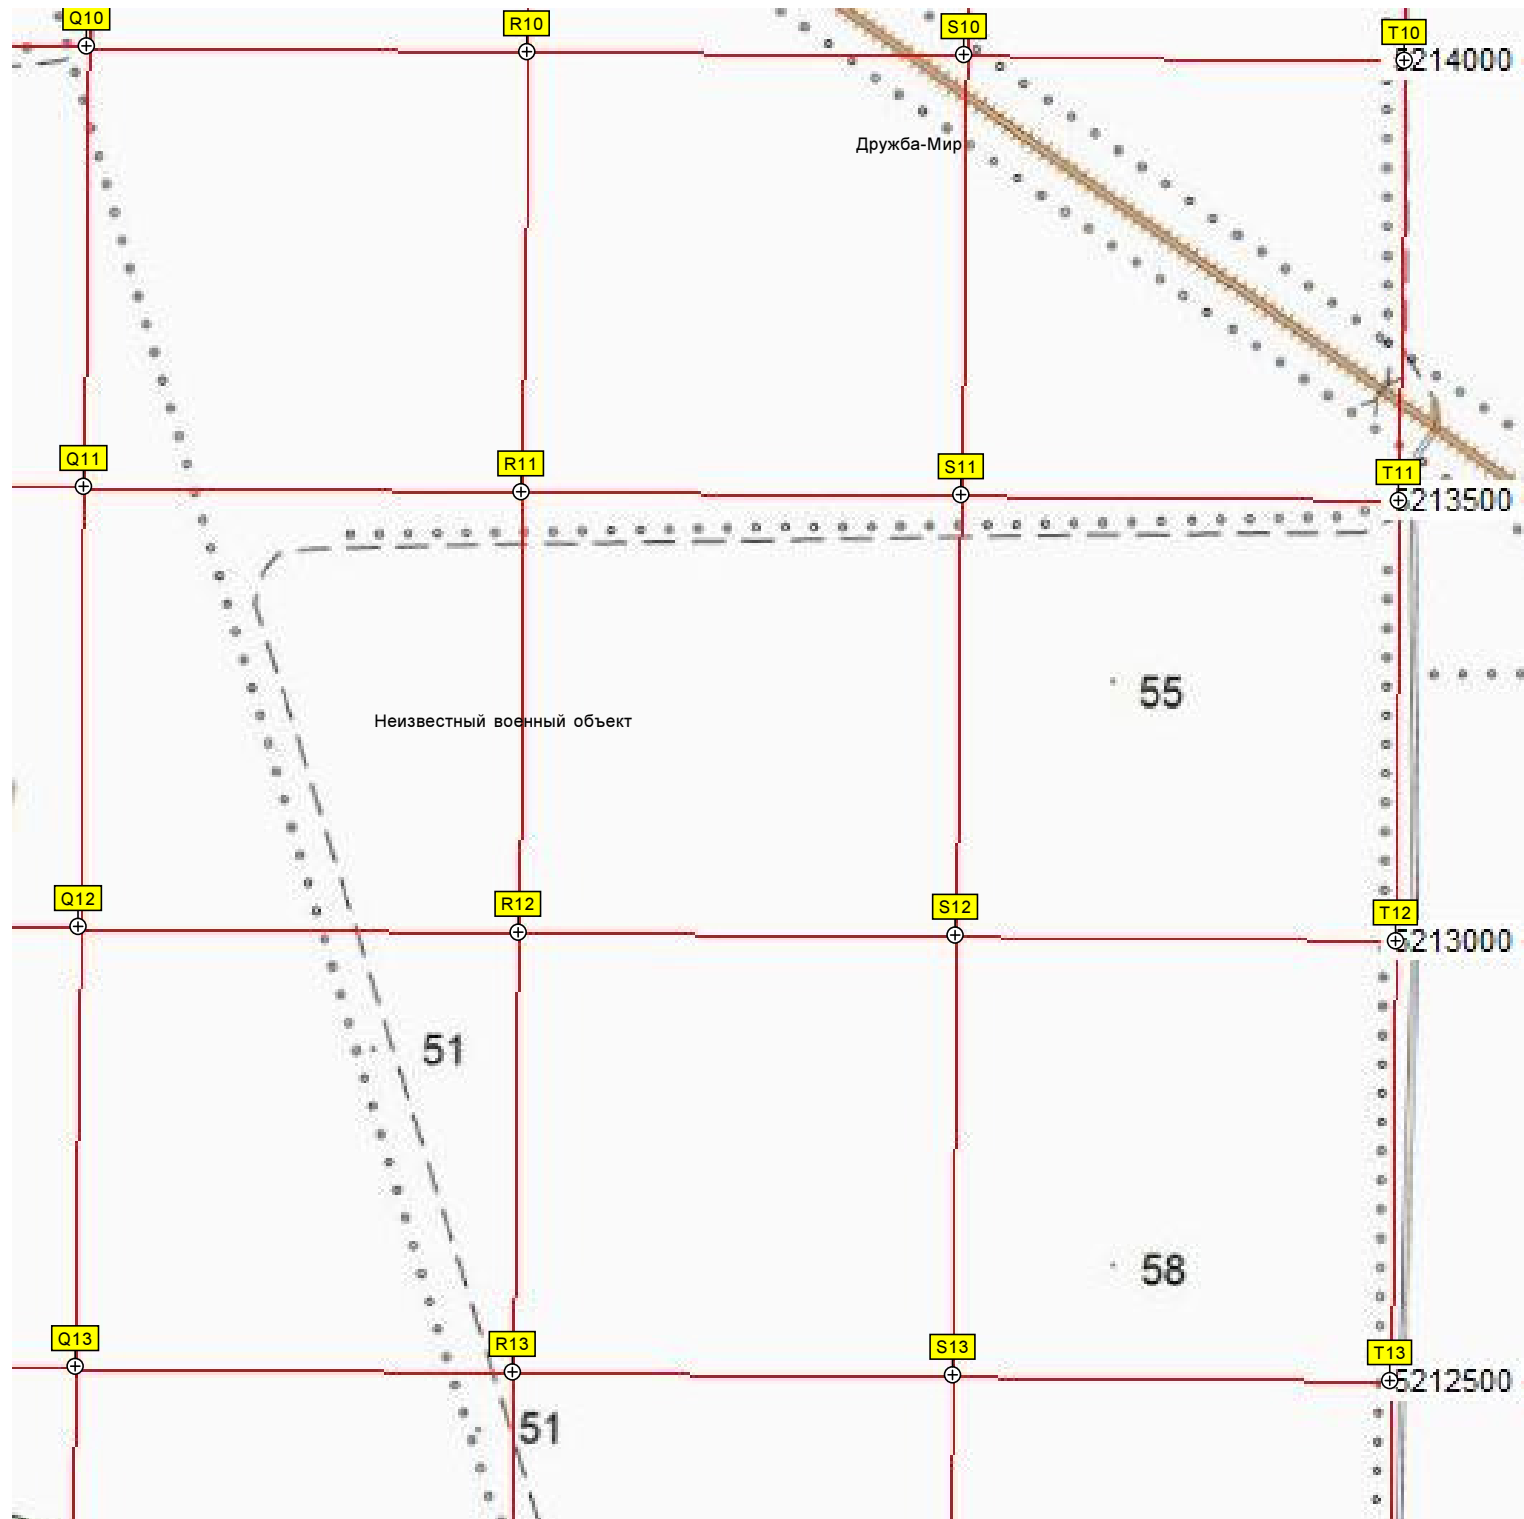 Q10
R10
S10
T10
5214000
Дружба-Мир
Q11
R11
S11
T11
5213500
55
Неизвестный военный объект
Q12
R12
S12
T12
5213000
51
58
Q13
R13
S13
T13
5212500
51